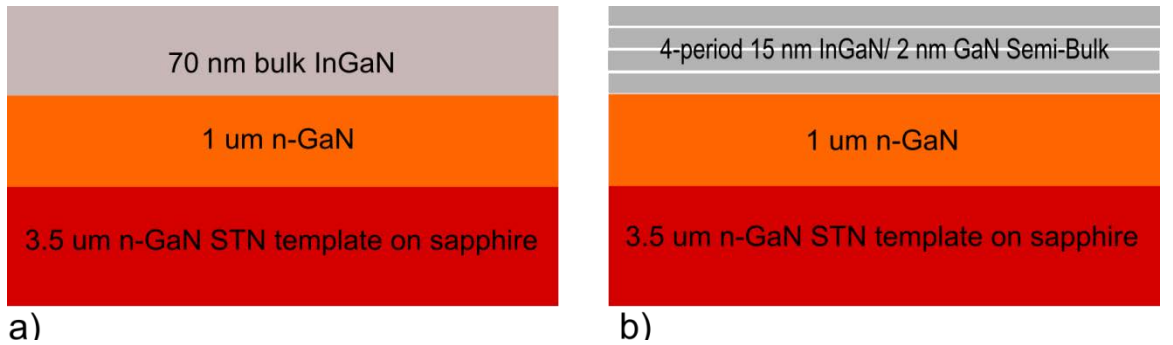 70 nm bulk InGaN
1 um n-GaN
3.5 um n-GaN STN template on sapphire
a)
4-period 15 nm InGaN/ 2 nm GaN Semi-Bulk
1 um n-GaN
3.5 um n-GaN STN template on sapphire
b)